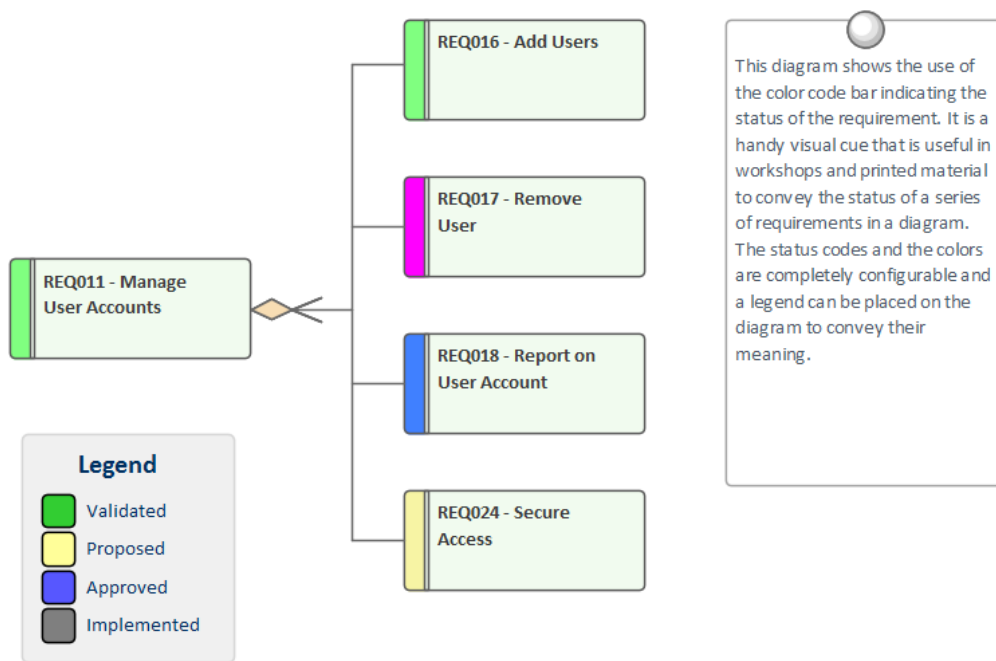 REQ016 - Add Users
REQ017 - Remove
User
REQ011 - Manage
User Accounts
REQ018 - Report on
User Account
REQ024 - Secure
Access
Legend
Validated
Proposed
Approved
Implemented
This diagram shows the use of
the color code bar indicating the
status of the requirement. It is a
handy visual cue that is useful in
workshops and printed material
to convey the status of a series
of requirements in a diagram.
The status codes and the colors
are completely configurable and
a legend can be placed on the
diagram to convey their
meaning.